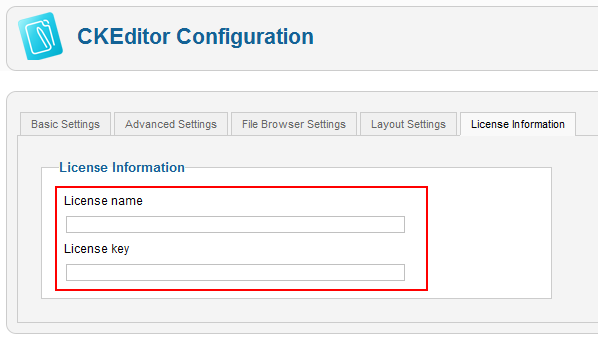 CKEditor Configuration
Basic Settings Advanced Settings File Browser Settings Layout Settings License Information
License Information
License name
License key